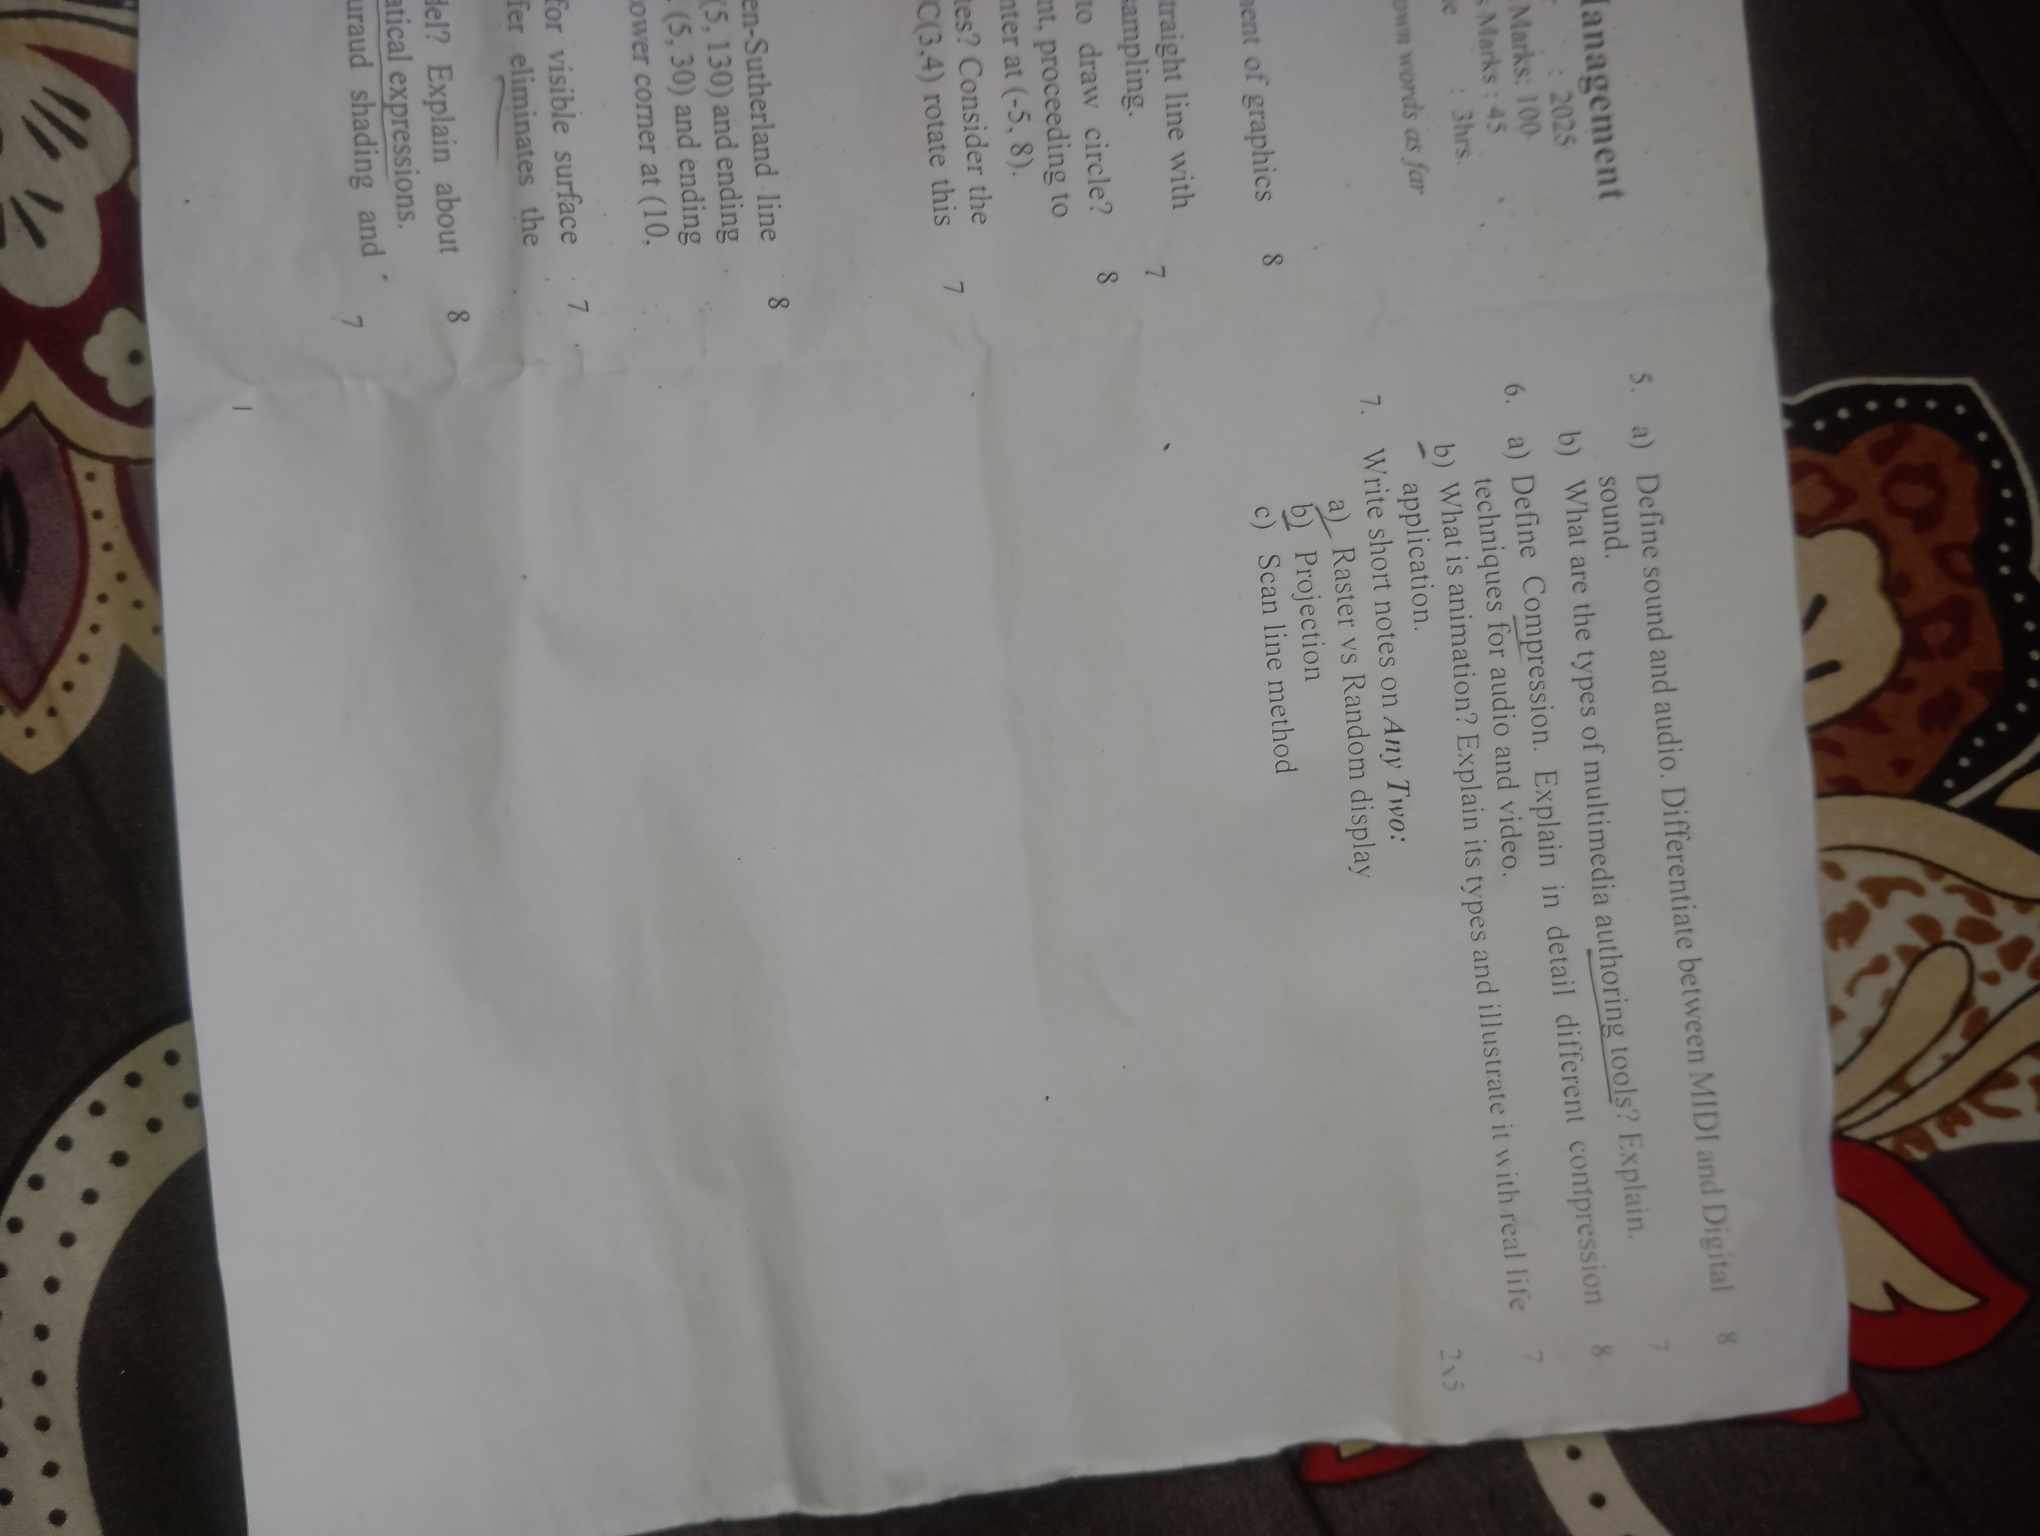 anagement
: 2025
Marks: 100
Marks : 45
: 3hrs.
own words as far
ent of graphics 8
traight line with
sampling. 7
to draw circle? 8
nt, proceeding to
nter at (-5, 8).
tes? Consider the
C(3,4) rotate this 7
en-Sutherland line 8
(5, 130) and ending
(5, 30) and ending
ower corner at (10,
for visible surface 7
fer eliminates the
del? Explain about 8
atical expressions.
uraud shading and
7
5. a) Define sound and audio. Differentiate between MIDI and Digital 8
sound.
b) What are the types of multimedia authoring tools? Explain. 7
6. a) Define Compression. Explain in detail different compression 8
techniques for audio and video.
b) What is animation? Explain its types and illustrate it with real life 7
application.
7. Write short notes on Any Two: 2x5
a) Raster vs Random display
b) Projection
c) Scan line method